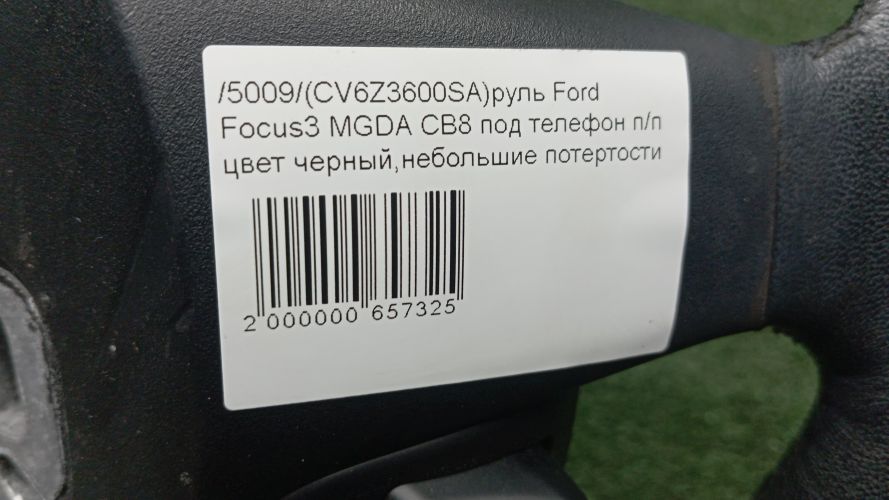 /5009/(CV6Z3600SA)руль Ford
Focus3 MGDA CB8 под телефон п/п
цвет черный,небольшие потертости
2 000000 657325